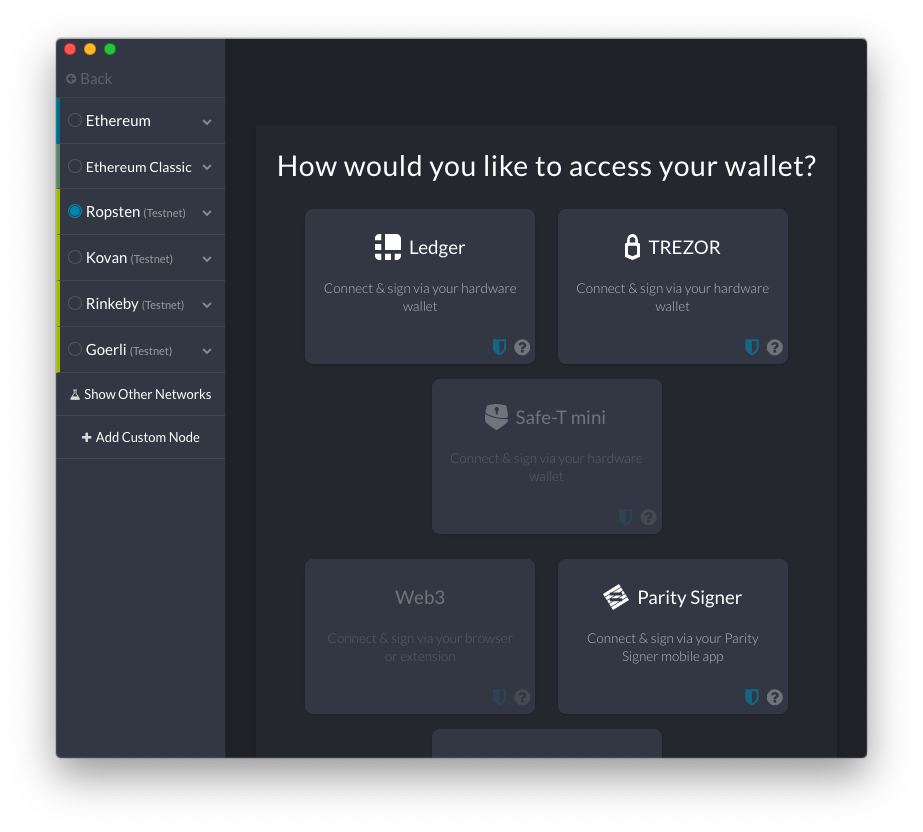 Back
Ethereum
Ethereum Classic
Ropsten (Testnet)
Kovan (Testnet)
Rinkeby (Testnet)
Goerli (Testnet)
Show Other Networks
Add Custom Node
How would you like to access your wallet?
Ledger
Connect & sign via your hardware
wallet
TREZOR
Connect & sign via your hardware
wallet
Safe-T mini
Connect & sign via your hardware
wallet
Web3
Connect & sign via your browser
or extension
Parity Signer
Connect & sign via your Parity
Signer mobile app